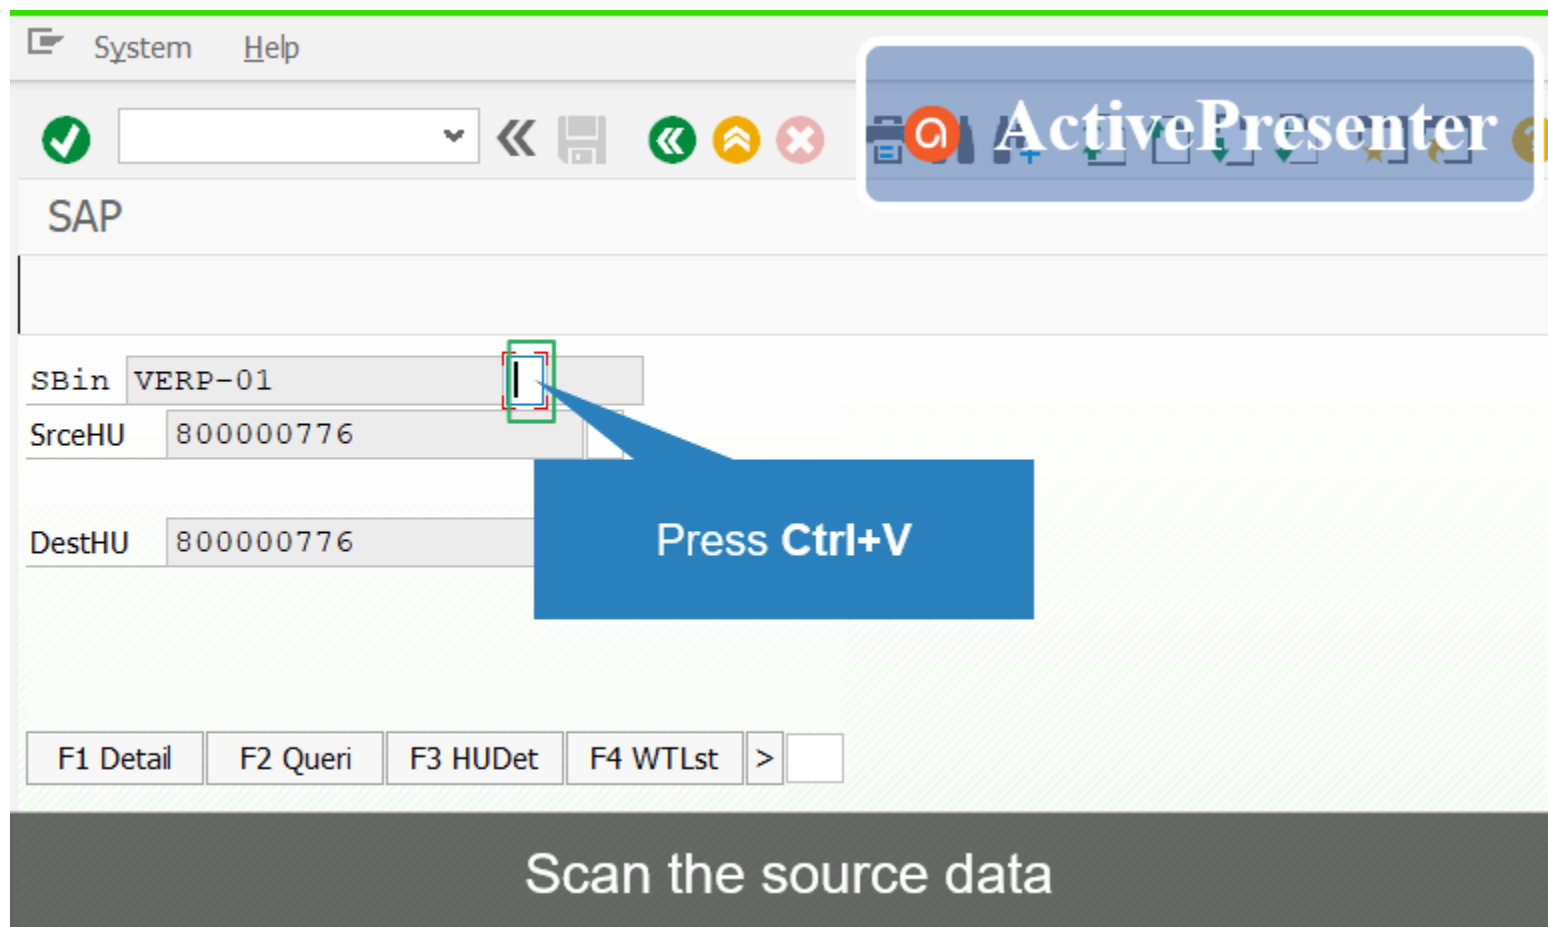 System Help
ActivePresenter
SAP
SBin VERP-01
SrceHU 800000776
DestHU 800000776
Press Ctrl+V
F1 Detail F2 Queri F3 HUDet F4 WTLst >
Scan the source data